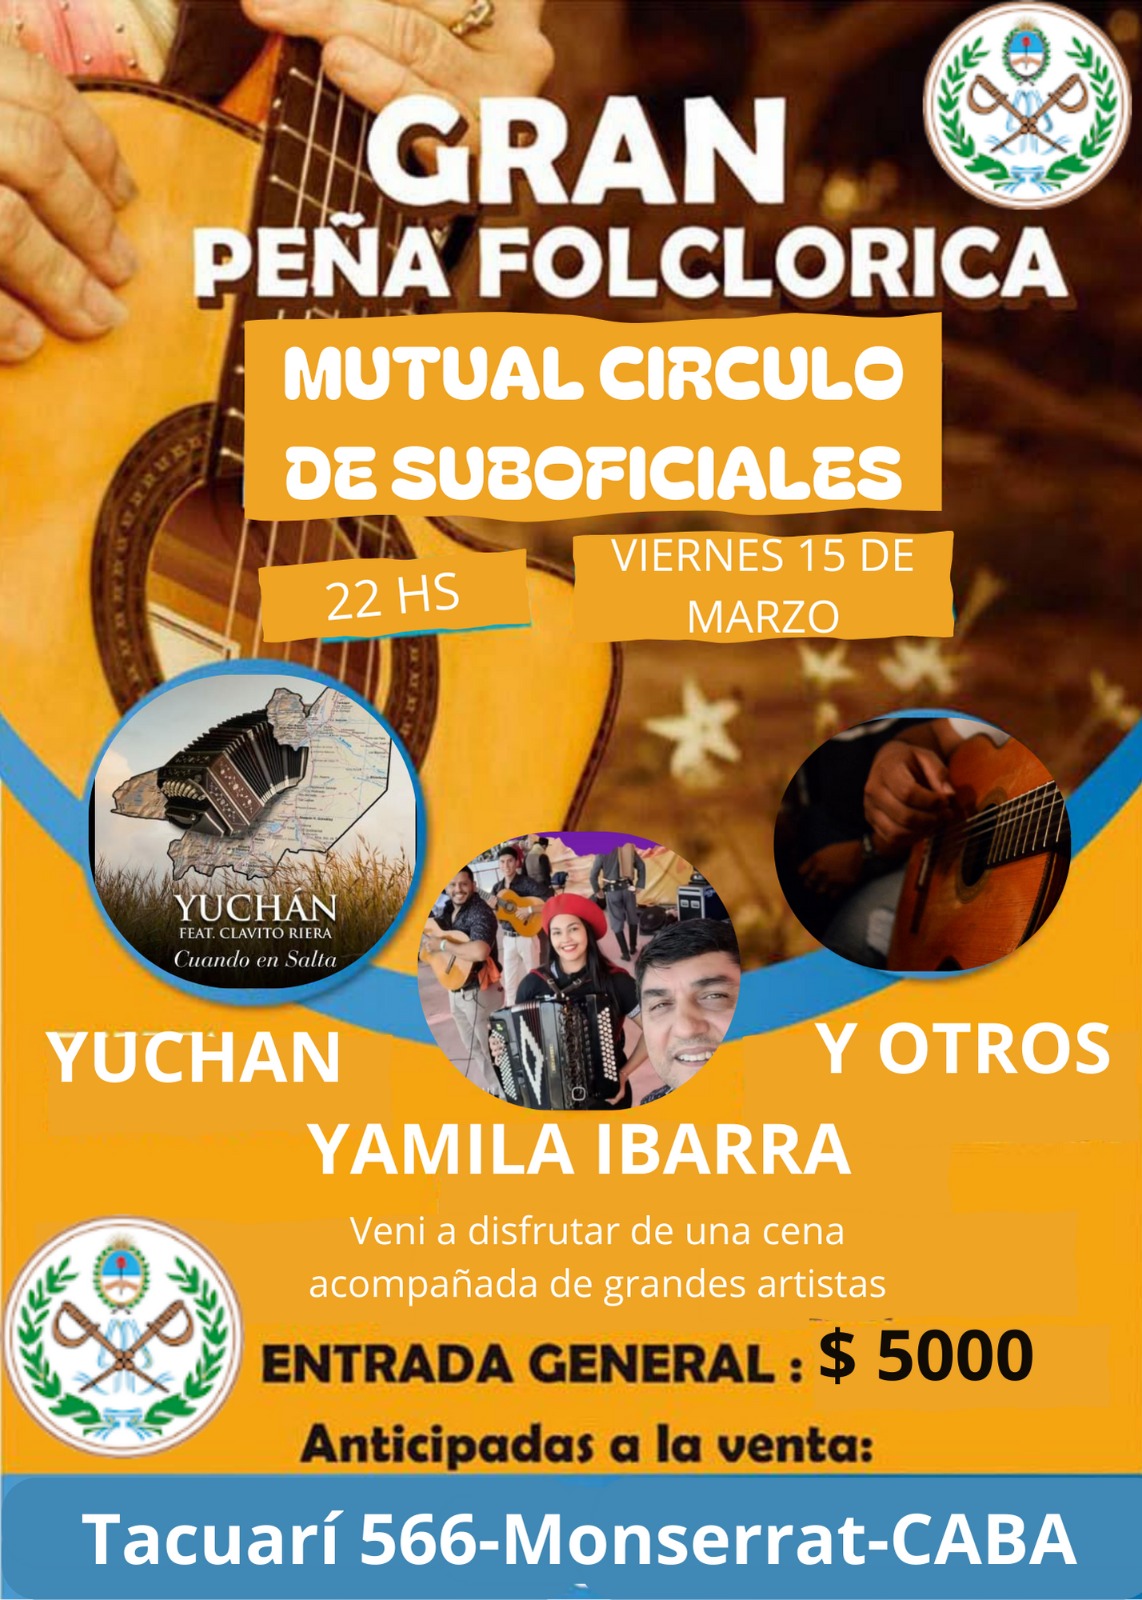 GRAN
PEÑA FOLCLORICA
MUTUAL CIRCULO
DE SUBOFICIALES
22 HS
VIERNES 15 DE
MARZO
YUCHÁN
FEAT. CLAVITO RIERA
Cuando en Salta
YUCHAN
Y OTROS
YAMILA IBARRA
Veni a disfrutar de una cena
acompañada de grandes artistas
ENTRADA GENERAL : $ 5000
Anticipadas a la venta:
Tacuarí 566-Monserrat-CABA